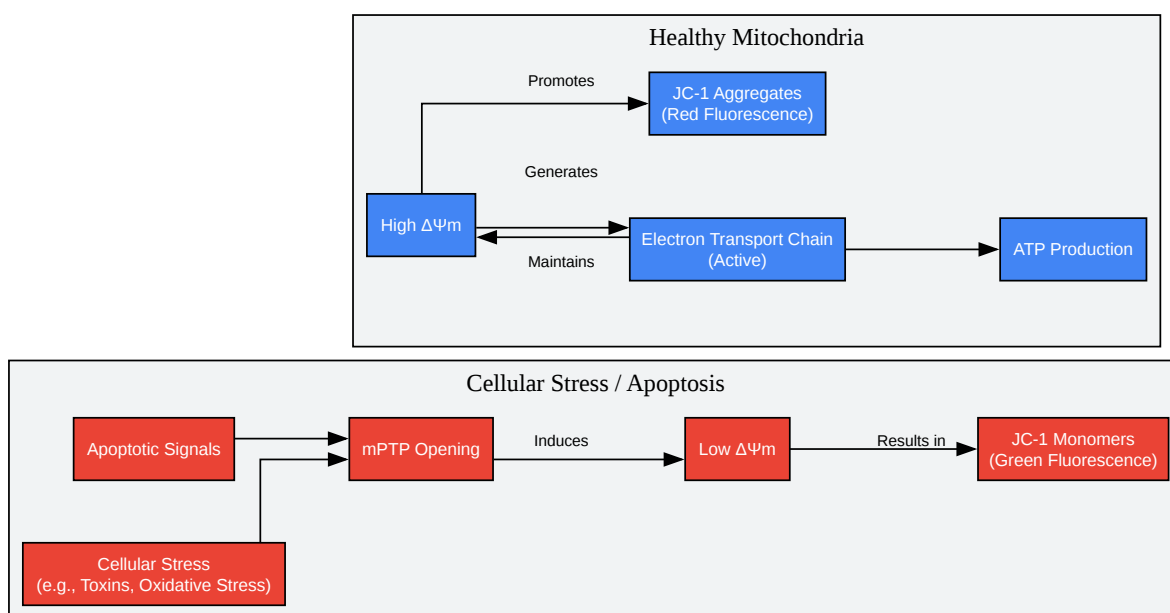 Healthy Mitochondria
Promotes
JC-1 Aggregates
(Red Fluorescence)
Generates
High ΔΨm
Electron Transport Chain
(Active)
ATP Production
Maintains
Cellular Stress / Apoptosis
Apoptotic Signals
mPTP Opening
Induces
Low ΔΨm
Results in
JC-1 Monomers
(Green Fluorescence)
Cellular Stress
(e.g., Toxins, Oxidative Stress)